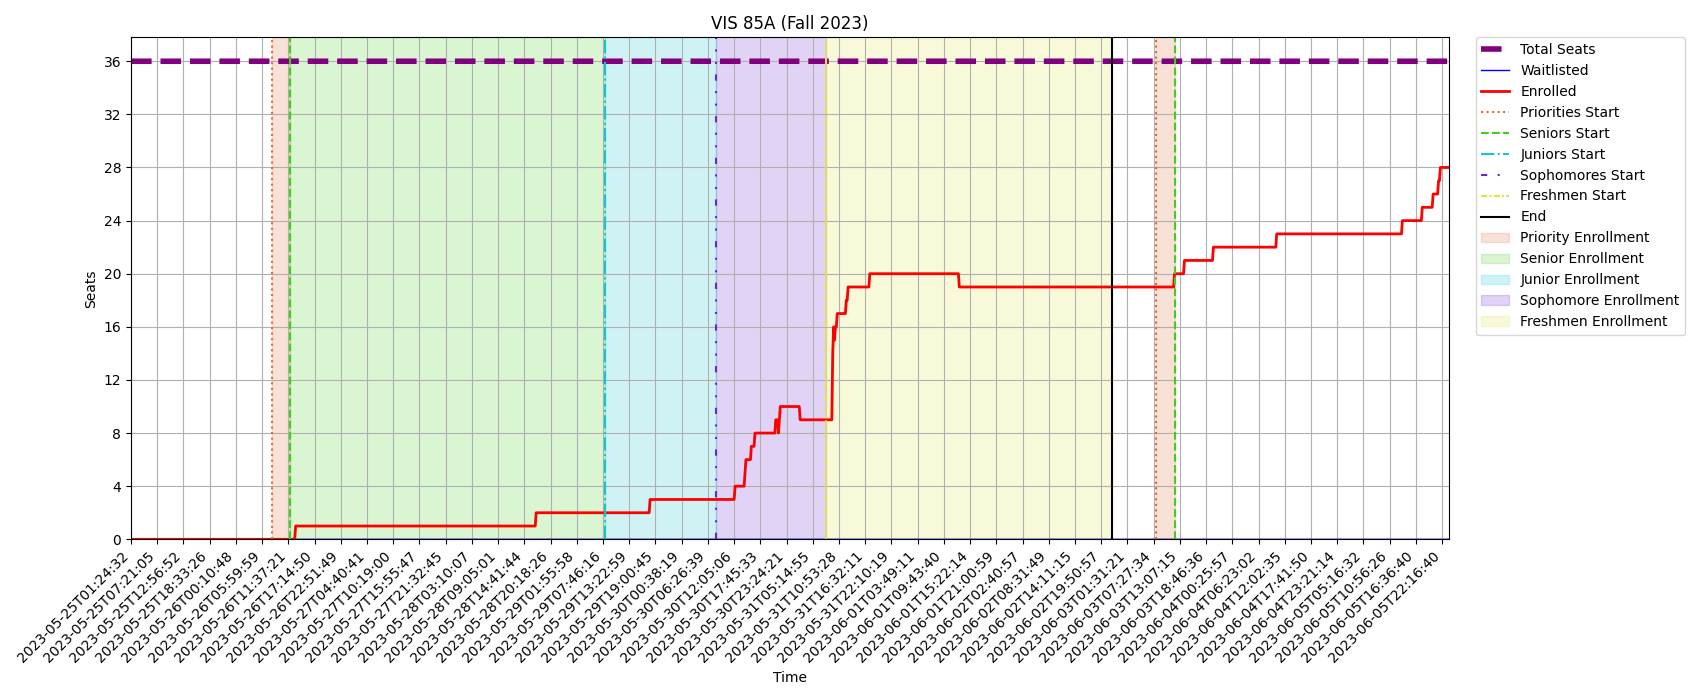 VIS 85A (Fall 2023)
Seats
36
32
28
24
20
16
12
8
4
0
2023-05-25T01:24:32
2023-05-25T07:21:05
2023-05-25T12:56:52
2023-05-25T18:33:26
2023-05-26T00:10:48
2023-05-26T05:59:59
2023-05-26T11:37:21
2023-05-26T17:14:50
2023-05-26T22:51:49
2023-05-27T04:40:41
2023-05-27T10:19:00
2023-05-27T15:55:47
2023-05-27T21:32:45
2023-05-28T03:10:07
2023-05-28T09:05:01
2023-05-28T14:41:44
2023-05-28T20:18:26
2023-05-29T01:55:58
2023-05-29T07:46:16
2023-05-29T13:22:59
2023-05-29T19:00:45
2023-05-30T00:38:19
2023-05-30T06:26:39
2023-05-30T12:05:06
2023-05-30T17:45:33
2023-05-30T23:24:21
2023-05-31T05:14:55
2023-05-31T10:53:28
2023-05-31T16:32:11
2023-05-31T22:10:19
2023-06-01T03:49:11
2023-06-01T09:43:40
2023-06-01T15:22:14
2023-06-01T21:00:59
2023-06-02T02:40:57
2023-06-02T08:31:49
2023-06-02T14:11:15
2023-06-02T19:50:57
2023-06-03T01:31:21
2023-06-03T07:27:34
2023-06-03T13:07:15
2023-06-03T18:46:36
2023-06-04T00:25:57
2023-06-04T06:23:02
2023-06-04T12:02:35
2023-06-04T17:41:50
2023-06-04T23:21:14
2023-06-05T05:16:32
2023-06-05T10:56:26
2023-06-05T16:36:40
2023-06-05T22:16:40
Time
Total Seats
Waitlisted
Enrolled
Priorities Start
Seniors Start
Juniors Start
Sophomores Start
Freshmen Start
End
Priority Enrollment
Senior Enrollment
Junior Enrollment
Sophomore Enrollment
Freshmen Enrollment